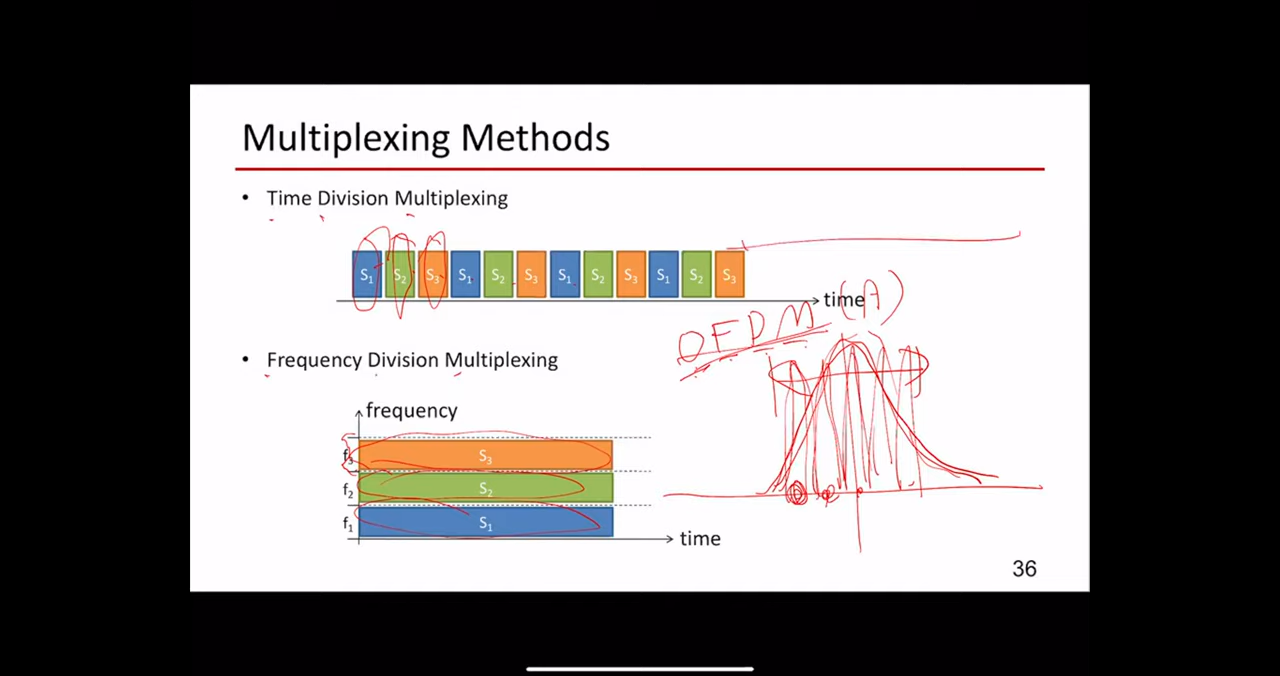 Multiplexing Methods
• Time Division Multiplexing
S1 S2 S3 S1 S2 S3 S1 S2 S3 S1 S2 S3
time
OFDM (A)
• Frequency Division Multiplexing
frequency
f3 S3
f2 S2
f1 S1
time
36